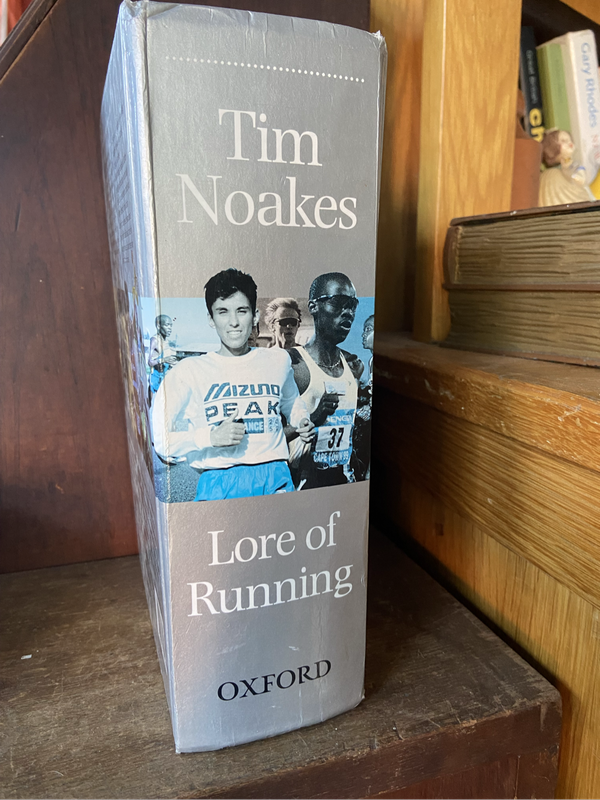 Tim
Noakes
MIZUNO
PEAK
37
Lore of
Running
OXFORD
Gary Rhodes